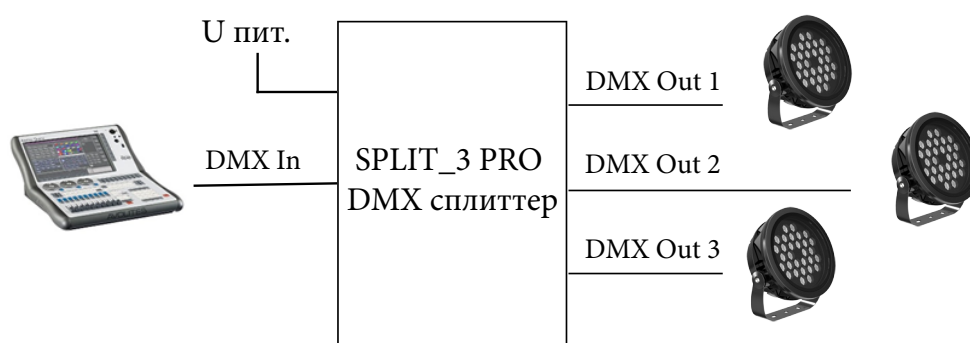 U пит.
DMX In
SPLIT_3 PRO
DMX сплиттер
DMX Out 1
DMX Out 2
DMX Out 3